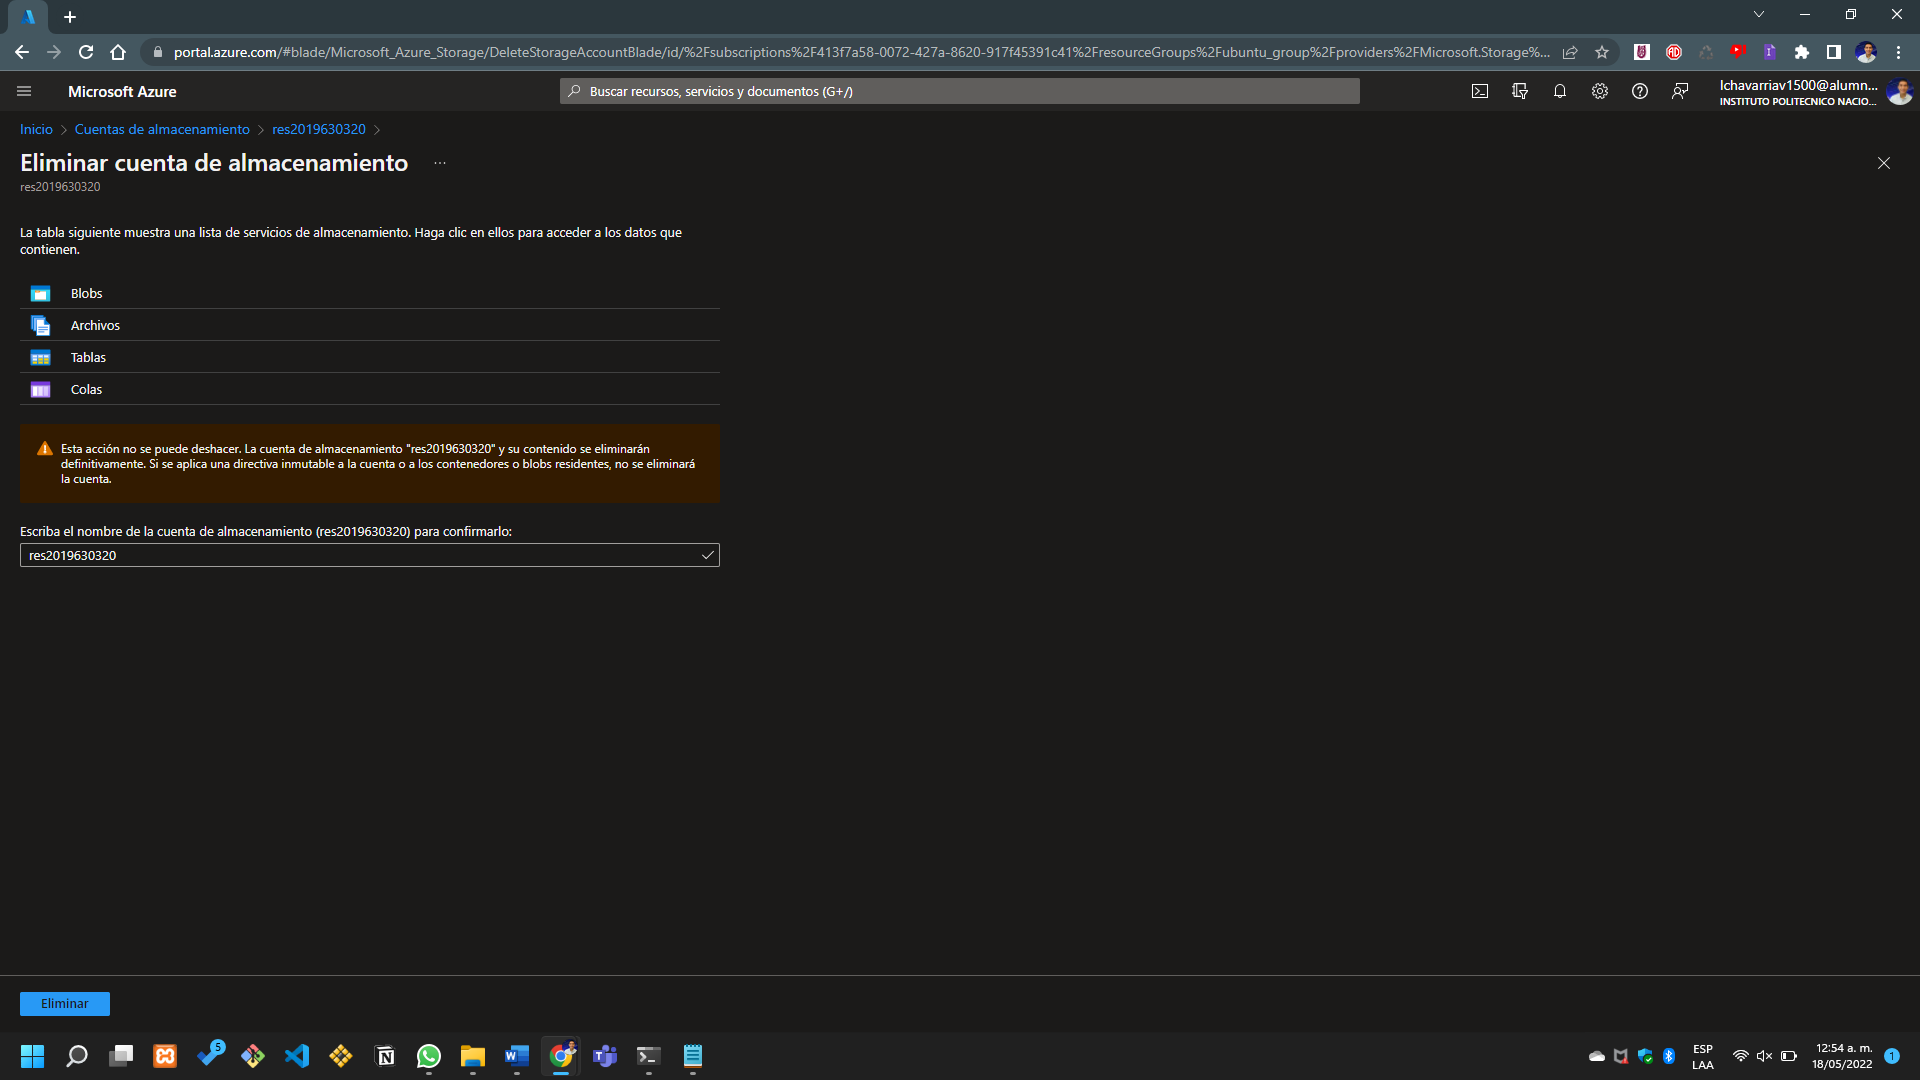 portal.azure.com/#blade/Microsoft_Azure_Storage/DeleteStorageAccountBlade/id/%2Fsubscriptions%2F413f7a58-0072-427a-8620-917f45391c41%2FresourceGroups%2Fubuntu_group%2Fproviders%2FMicrosoft.Storage%...
Microsoft Azure
Buscar recursos, servicios y documentos (G+/)
lchavarriav1500@alumn...
INSTITUTO POLITECNICO NACIO...
Inicio > Cuentas de almacenamiento > res2019630320 >
Eliminar cuenta de almacenamiento ...
res2019630320
La tabla siguiente muestra una lista de servicios de almacenamiento. Haga clic en ellos para acceder a los datos que
contienen.
Blobs
Archivos
Tablas
Colas
Esta acción no se puede deshacer. La cuenta de almacenamiento "res2019630320" y su contenido se eliminarán
definitivamente. Si se aplica una directiva inmutable a la cuenta o a los contenedores o blobs residentes, no se eliminará
la cuenta.
Escriba el nombre de la cuenta de almacenamiento (res2019630320) para confirmarlo:
res2019630320
Eliminar
5
ESP
LAA
12:54 a. m.
18/05/2022
1